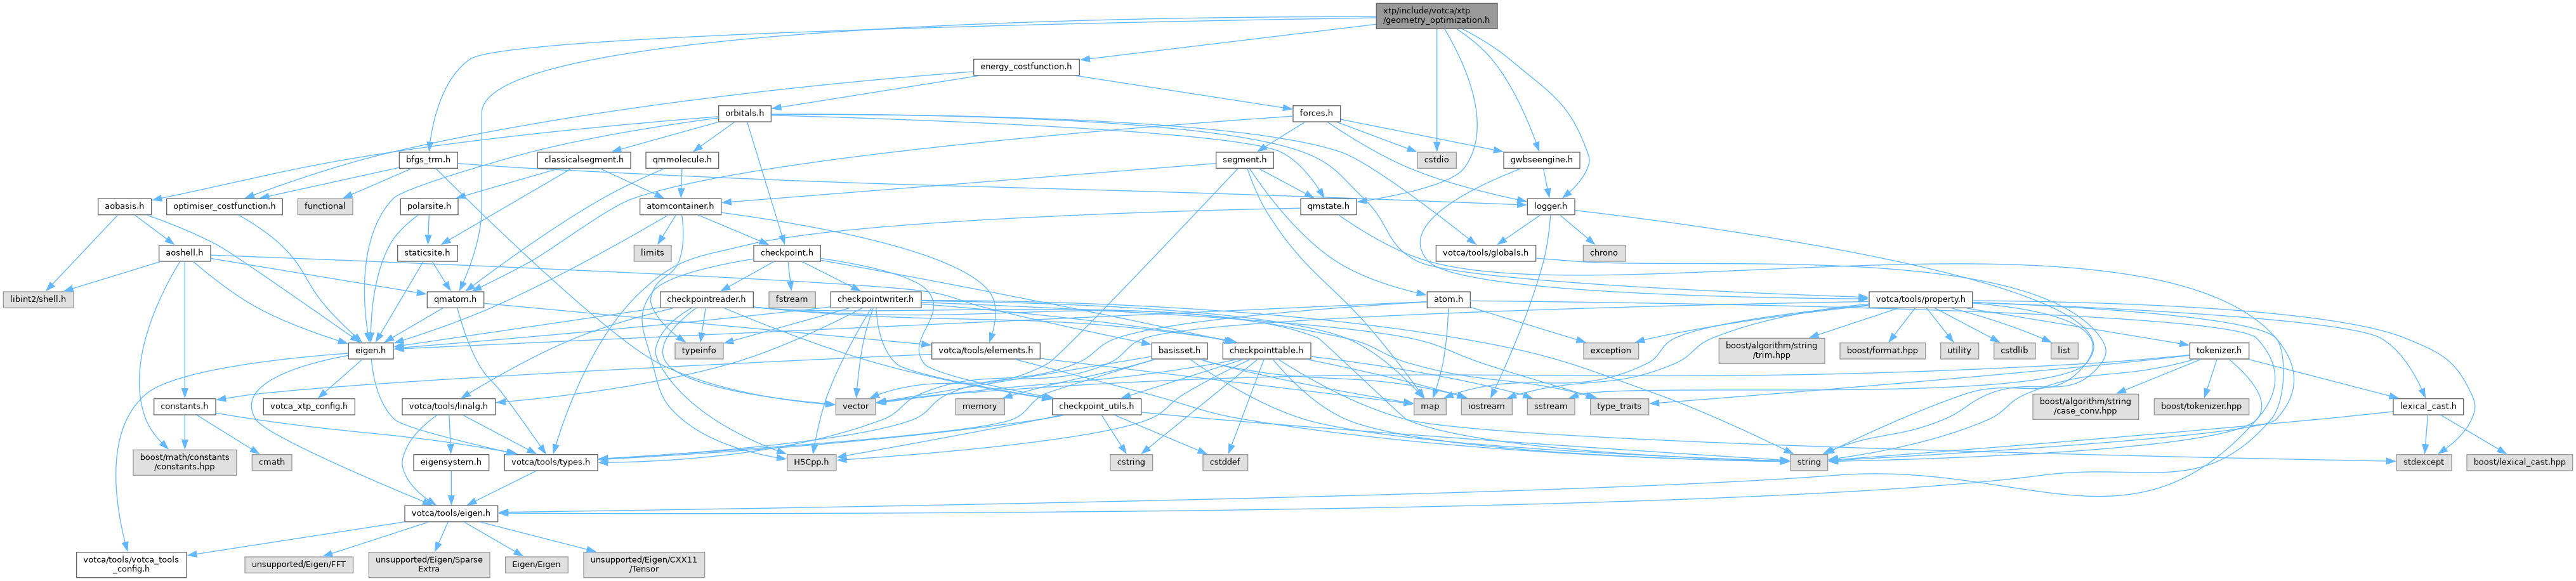 xtp/include/votca/xtp
/geometry_optimization.h
energy_costfunction.h
orbitals.h
forces.h
bfgs_trm.h
classicalsegment.h
qmmolecule.h
segment.h
cstdio
gwbseengine.h
aobasis.h
optimiser_costfunction.h
functional
polarsite.h
atomcontainer.h
qmstate.h
logger.h
aoshell.h
staticsite.h
limits
checkpoint.h
votca/tools/globals.h
chrono
libint2/shell.h
qmatom.h
checkpointreader.h
fstream
checkpointwriter.h
atom.h
votca/tools/property.h
eigen.h
typeinfo
votca/tools/elements.h
basisset.h
checkpointtable.h
exception
boost/algorithm/string
/trim.hpp
boost/format.hpp
utility
cstdlib
list
tokenizer.h
constants.h
votca_xtp_config.h
votca/tools/linalg.h
vector
memory
checkpoint_utils.h
map
iostream
sstream
type_traits
boost/algorithm/string
/case_conv.hpp
boost/tokenizer.hpp
lexical_cast.h
boost/math/constants
/constants.hpp
cmath
eigensystem.h
votca/tools/types.h
H5Cpp.h
cstring
cstddef
string
stdexcept
boost/lexical_cast.hpp
votca/tools/eigen.h
votca/tools/votca_tools
_config.h
unsupported/Eigen/FFT
unsupported/Eigen/Sparse
Extra
Eigen/Eigen
unsupported/Eigen/CXX11
/Tensor